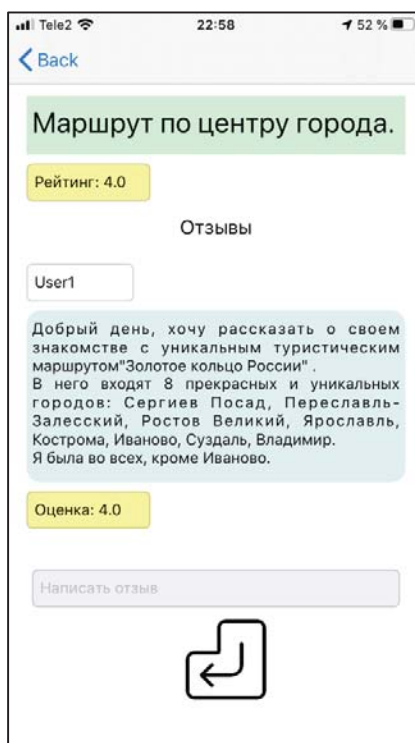 Tele2 22:58 52 %
Back
Маршрут по центру города.
Рейтинг: 4.0
Отзывы
User1
Добрый день, хочу рассказать о своем
знакомстве с уникальным туристическим
маршрутом"Золотое кольцо России" .
В него входят 8 прекрасных и уникальных
городов: Сергиев Посад, Переславль-
Залесский, Ростов Великий, Ярославль,
Кострома, Иваново, Суздаль, Владимир.
Я была во всех, кроме Иваново.
Оценка: 4.0
Написать отзыв